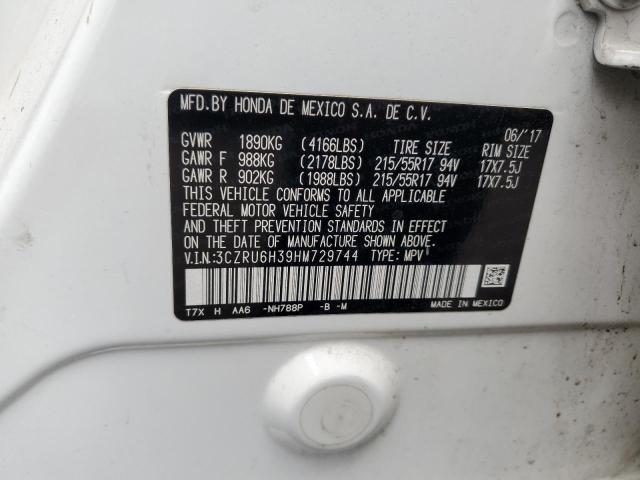 MFD.BY HONDA DE MEXICO S.A. DE C.V.
06/'17
GVWR 1890KG (4166LBS) TIRE SIZE RIM SIZE
GAWR F 988KG (2178LBS) 215/55R17 94V 17X7.5J
GAWR R 902KG (1988LBS) 215/55R17 94V 17X7.5J
THIS VEHICLE CONFORMS TO ALL APPLICABLE
FEDERAL MOTOR VEHICLE SAFETY
AND THEFT PREVENTION STANDARDS IN EFFECT
ON THE DATE OF MANUFACTURE SHOWN ABOVE.
V.I.N:3CZRU6H39HM729744 TYPE: MPV
T7X H AA6 -NH788P -B -M
MADE IN MEXICO